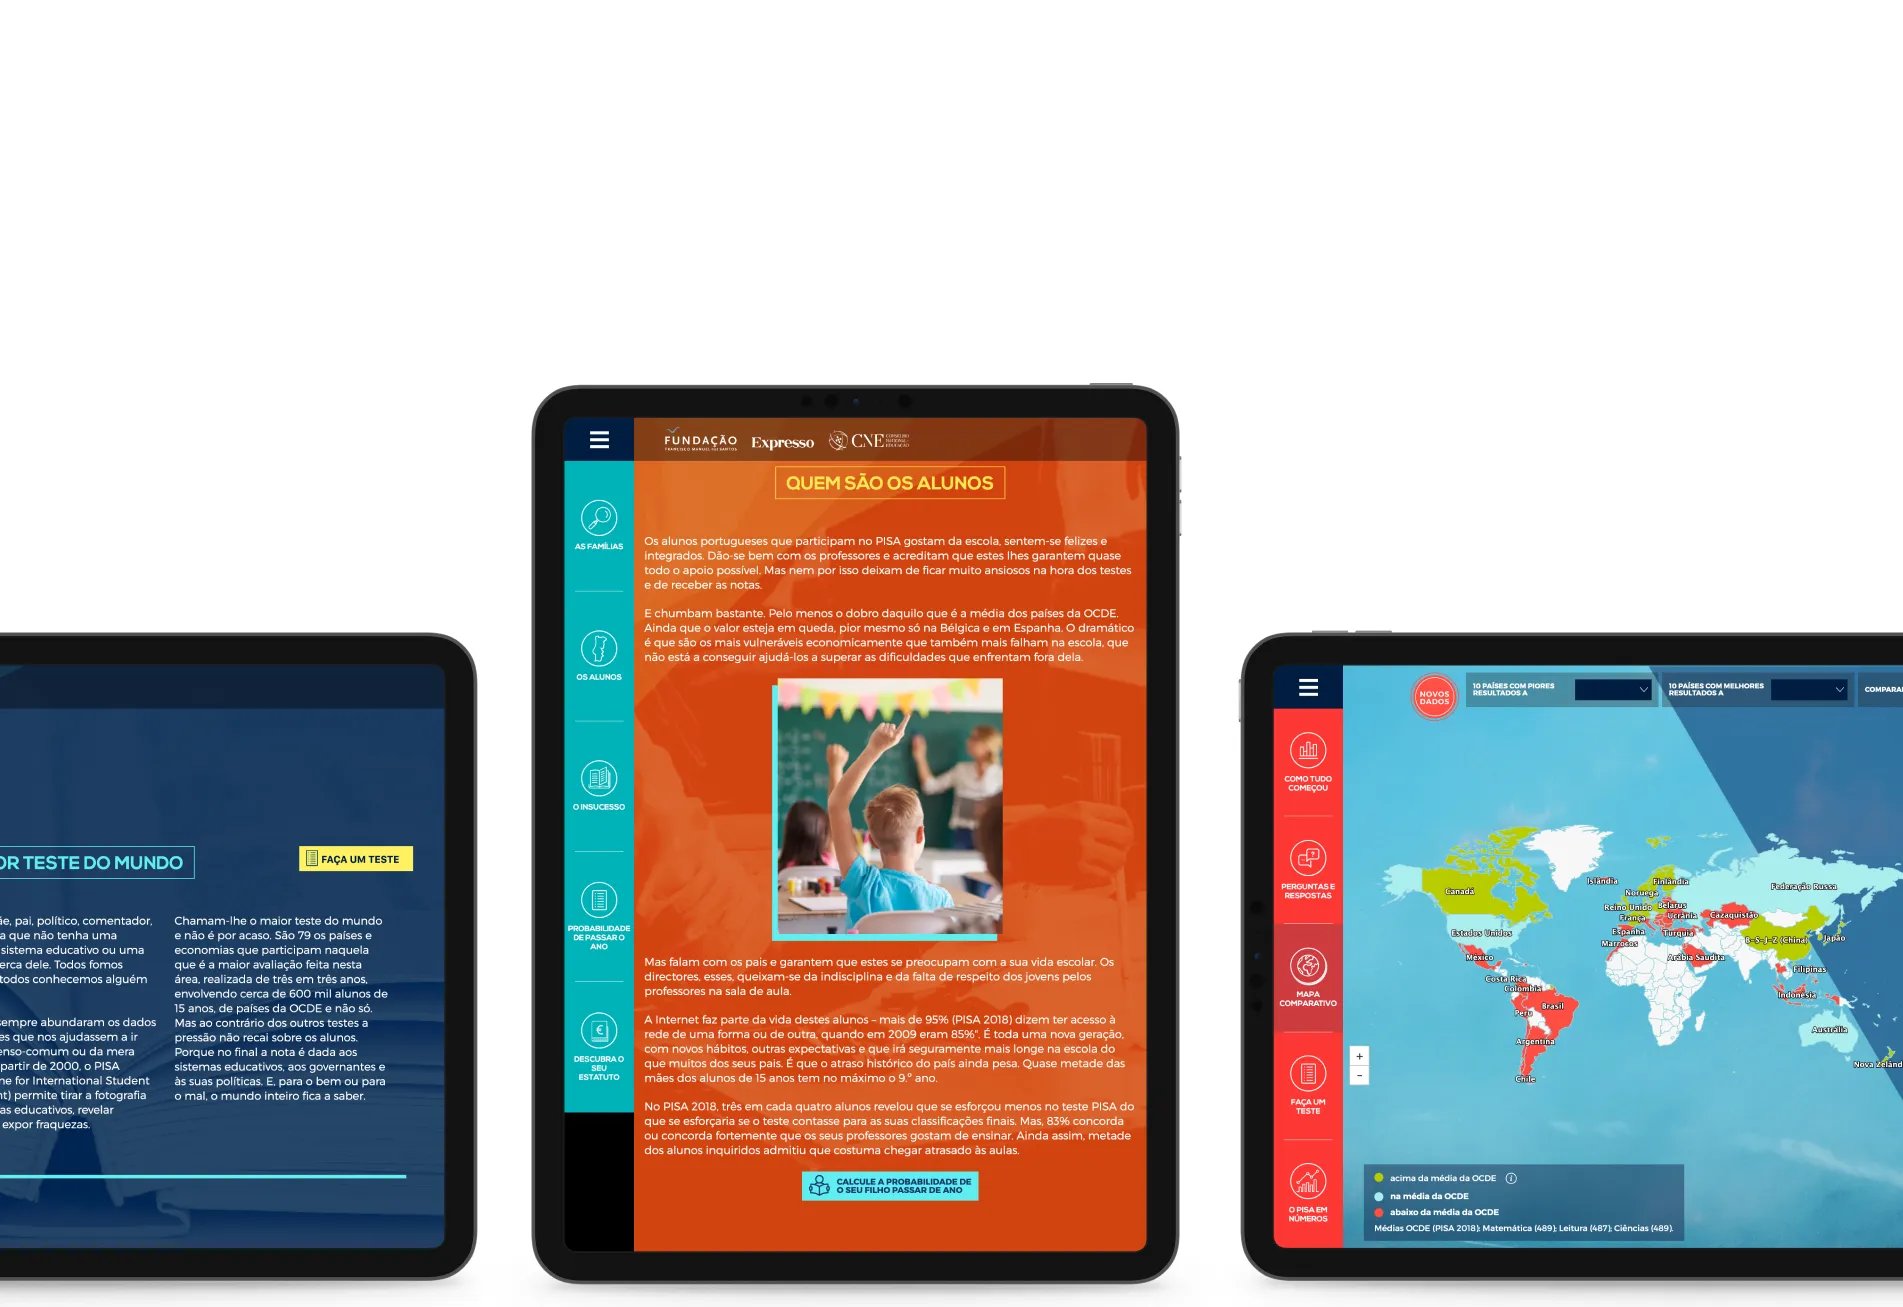 OR TESTE DO MUNDO
FAÇA UM TESTE
ãe, pai, político, comentador,
a que não tenha uma
sistema educativo ou uma
erca dele. Todos fomos
todos conhecemos alguém
sempre abundaram os dados
es que nos ajudassem a ir
enso-comum ou da mera
partir de 2000, o PISA
ne for International Student
nt) permite tirar a fotografia
as educativos, revelar
expor fraquezas.
Chamam-lhe o maior teste do mundo
e não é por acaso. São 79 os países e
economias que participam naquela
que é a maior avaliação feita nesta
área, realizada de três em três anos,
envolvendo cerca de 600 mil alunos de
15 anos, de países da OCDE e não só.
Mas ao contrário dos outros testes a
pressão não recai sobre os alunos.
Porque no final a nota é dada aos
sistemas educativos, aos governantes e
às suas políticas. E, para o bem ou para
o mal, o mundo inteiro fica a saber.
FUNDAÇÃO
FRANCISCO MANUEL DOS SANTOS
Expresso
CNE
CONSELHO
NACIONAL
EDUCAÇÃO
AS FAMÍLIAS
OS ALUNOS
O INSUCESSO
PROBABILIDADE
DE PASSAR O
ANO
DESCUBRA O
SEU
ESTATUTO
QUEM SÃO OS ALUNOS
Os alunos portugueses que participam no PISA gostam da escola, sentem-se felizes e
integrados. Dão-se bem com os professores e acreditam que estes lhes garantem quase
todo o apoio possível. Mas nem por isso deixam de ficar muito ansiosos na hora dos testes
e de receber as notas.
E chumbam bastante. Pelo menos o dobro daquilo que é a média dos países da OCDE.
Ainda que o valor esteja em queda, pior mesmo só na Bélgica e em Espanha. O dramático
é que são os mais vulneráveis economicamente que também mais falham na escola, que
não está a conseguir ajudá-los a superar as dificuldades que enfrentam fora dela.
Mas falam com os pais e garantem que estes se preocupam com a sua vida escolar. Os
directores, esses, queixam-se da indisciplina e da falta de respeito dos jovens pelos
professores na sala de aula.
A Internet faz parte da vida destes alunos – mais de 95% (PISA 2018) dizem ter acesso à
rede de uma forma ou de outra, quando em 2009 eram 85%". É toda uma nova geração,
com novos hábitos, outras expectativas e que irá seguramente mais longe na escola do
que muitos dos seus pais. É que o atraso histórico do país ainda pesa. Quase metade das
mães dos alunos de 15 anos tem no máximo o 9.º ano.
No PISA 2018, três em cada quatro alunos revelou que se esforçou menos no teste PISA do
que se esforçaria se o teste contasse para as suas classificações finais. Mas, 83% concorda
ou concorda fortemente que os seus professores gostam de ensinar. Ainda assim, metade
dos alunos inquiridos admitiu que costuma chegar atrasado às aulas.
CALCULE A PROBABILIDADE DE
O SEU FILHO PASSAR DE ANO
COMO TUDO
COMEÇOU
PERGUNTAS E
RESPOSTAS
MAPA
COMPARATIVO
FAÇA UM
TESTE
O PISA EM
NÚMEROS
NOVOS
DADOS
10 PAÍSES COM PIORES
RESULTADOS A
10 PAÍSES COM MELHORES
RESULTADOS A
COMPARA
Canadá
Islândia
Finlândia
Noruega
Federação Russa
Reino Unido
Belarus
França
Ucrânia
Cazaquistão
Estados Unidos
Espanha
Turquia
B-S-J-Z (China)
Japão
Marrocos
México
Arábia Saudita
Filipinas
Costa Rica
Colômbia
Indonésia
Brasil
Peru
Austrália
Argentina
Nova Zelând
Chile
+
-
acima da média da OCDE
na média da OCDE
abaixo da média da OCDE
Médias OCDE (PISA 2018): Matemática (489); Leitura (487); Ciências (489).